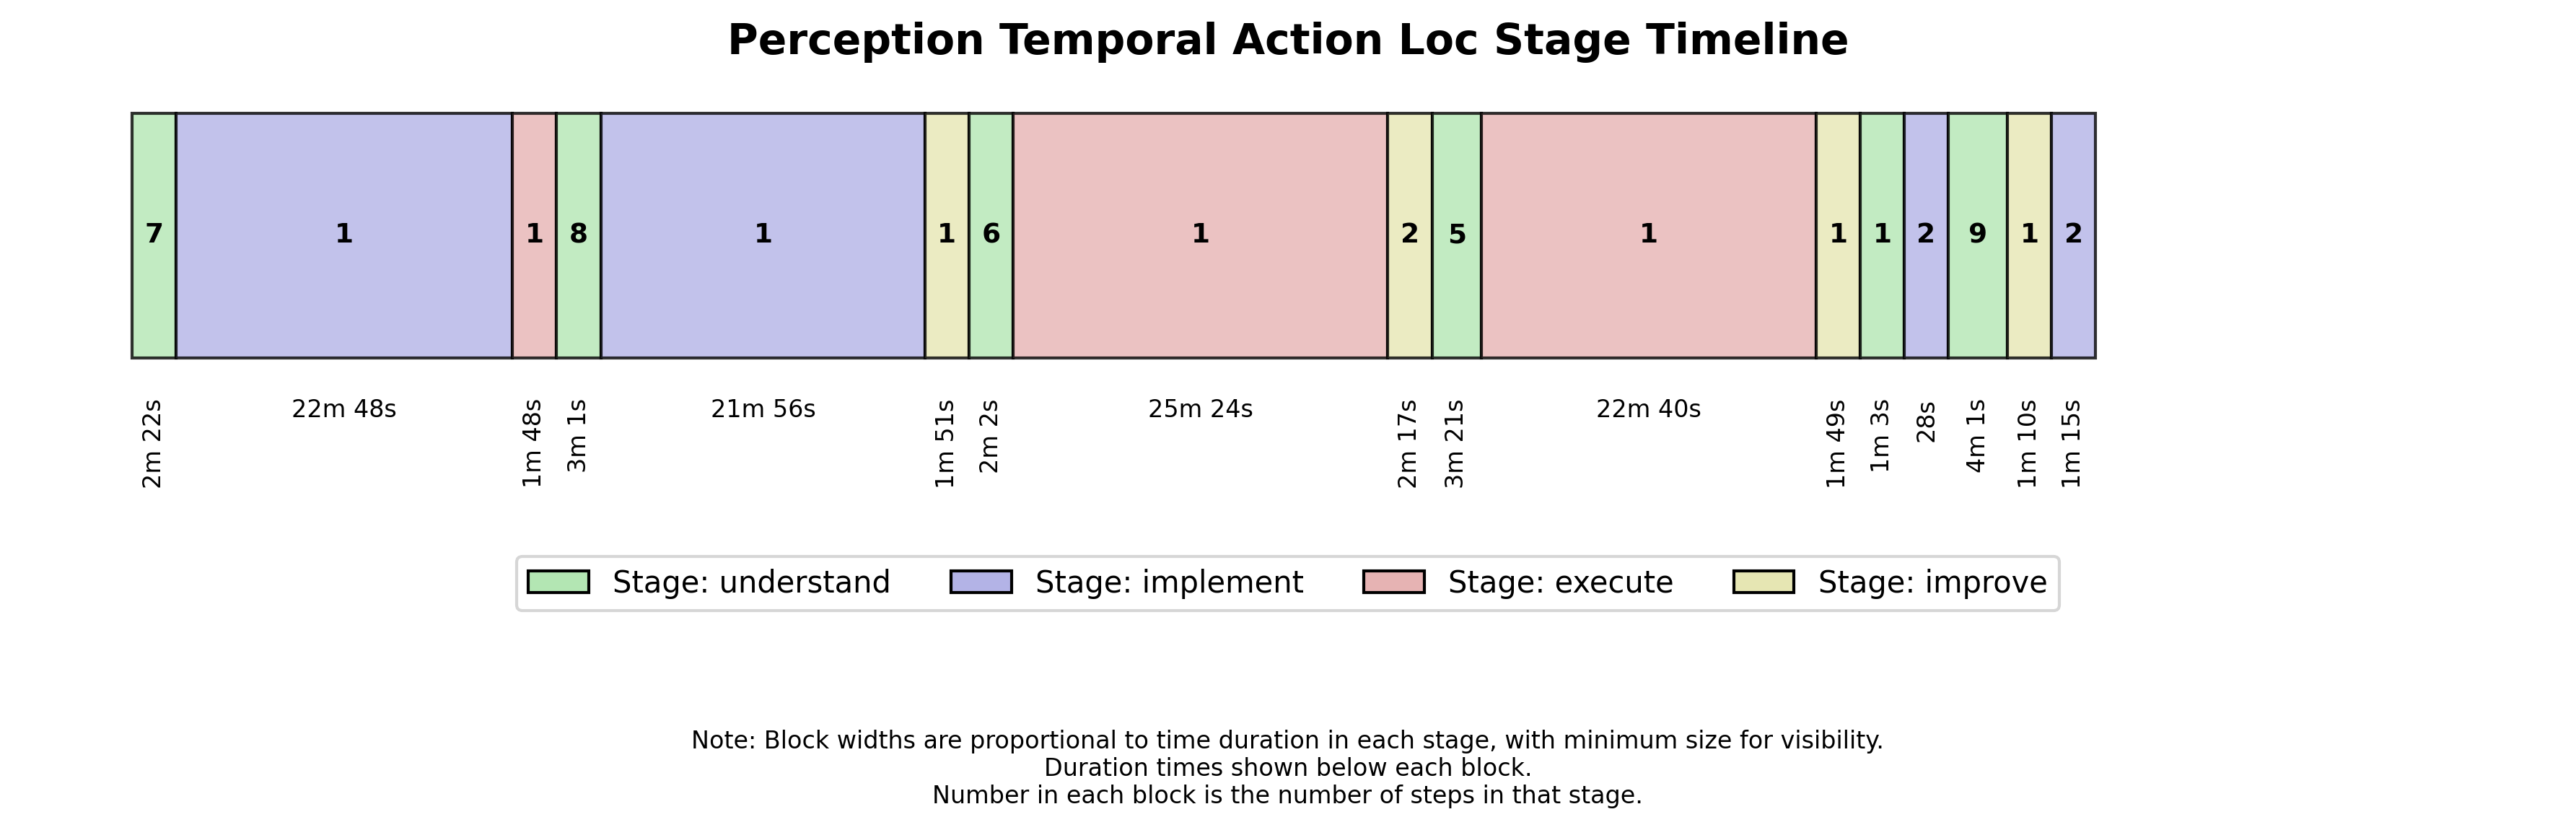 Perception Temporal Action Loc Stage Timeline
7 1 1 8 1 1 6 1 2 5 1 1 1 2 9 1 2
2m 22s 22m 48s 1m 48s 3m 1s 21m 56s 1m 51s 2m 2s 25m 24s 2m 17s 3m 21s 22m 40s 1m 49s 1m 3s 28s 4m 1s 1m 10s 1m 15s
Stage: understand Stage: implement Stage: execute Stage: improve
Note: Block widths are proportional to time duration in each stage, with minimum size for visibility.
Duration times shown below each block.
Number in each block is the number of steps in that stage.